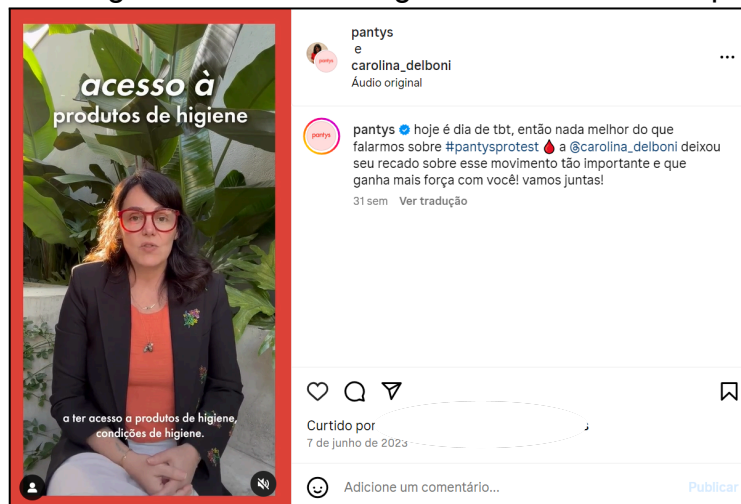 acesso à
produtos de higiene
a ter acesso a produtos de higiene,
condições de higiene.
pantys
pantys
e
carolina_delboni
Áudio original
pantys
pantys hoje é dia de tbt, então nada melhor do que
falarmos sobre #pantysprotest 🩸 a @carolina_delboni deixou
seu recado sobre esse movimento tão importante e que
ganha mais força com você! vamos juntas!
31 sem Ver tradução
Curtido por
7 de junho de 2023
Adicione um comentário...
Publicar